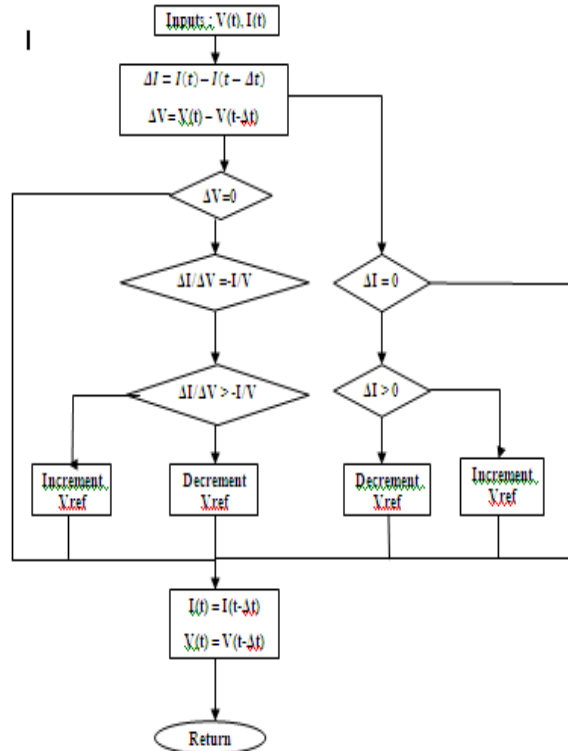 Inputs : V(t), I(t)
I
ΔI = I(t) – I(t – Δt)
ΔV= V(t) – V(t-Δt)
ΔV=0
ΔI/ΔV =-I/V
ΔI = 0
ΔI/ΔV > -I/V
ΔI > 0
Increment
Vref
Decrement
Vref
Decrement
Vref
Increment
Vref
I(t) = I(t-Δt)
V(t) = V(t-Δt)
Return